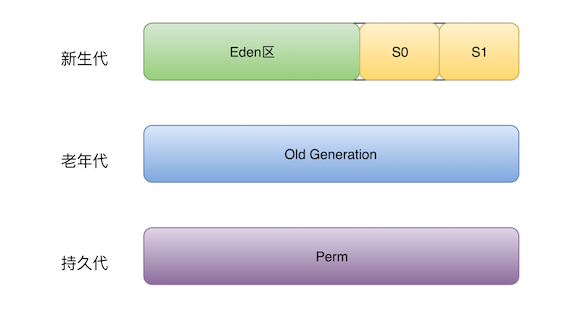 新生代
Eden区
S0
S1
老年代
Old Generation
持久代
Perm